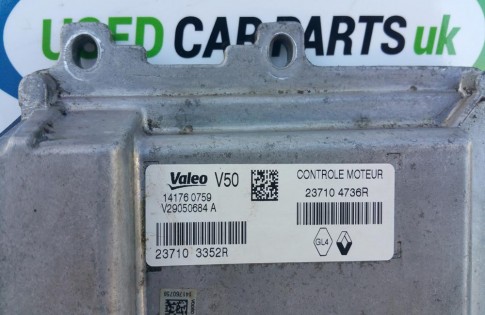 USED CAR PARTS uk
Valeo V50
CONTROLE MOTEUR
14176 0759
23710 4736R
V29050684 A
GL4
23710 3352R